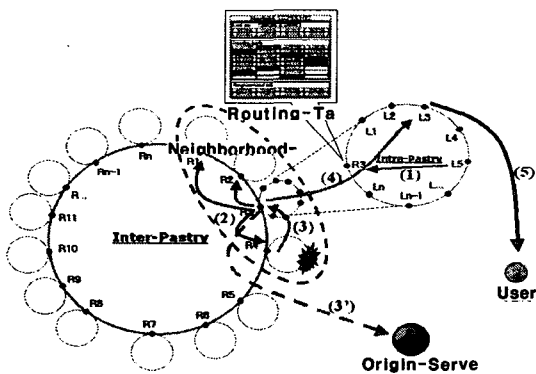 Routing-Ta
Neighborhood-
L2
L3
L1
L4
R3
Intra-Pastry
L5
(1)
Ln
Ln-1
L...
(4)
(5)
Rn
R1
R2
Rn-1
R..
R11
R10
R9
R8
R7
R6
R5
R4
(2)
(3)
Inter-Pastry
(3')
User
Origin-Serve